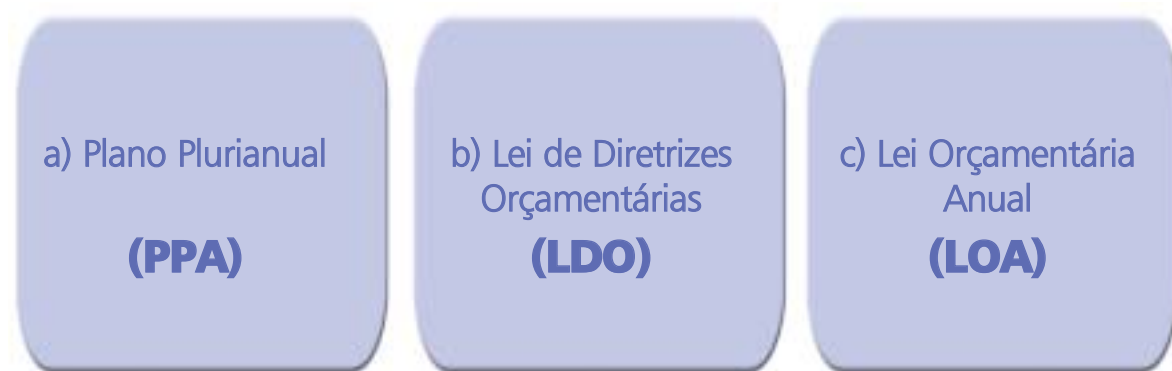 a) Plano Plurianual
(PPA)
b) Lei de Diretrizes
Orçamentárias
(LDO)
c) Lei Orçamentária
Anual
(LOA)